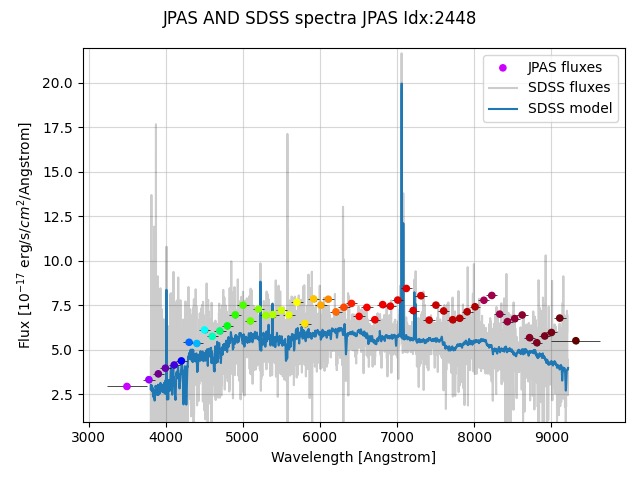 JPAS AND SDSS spectra JPAS Idx:2448
JPAS fluxes
SDSS fluxes
SDSS model
20.0
17.5
15.0
12.5
10.0
7.5
5.0
2.5
Flux [10⁻¹⁷ erg/s/cm²/Angstrom]
3000 4000 5000 6000 7000 8000 9000
Wavelength [Angstrom]